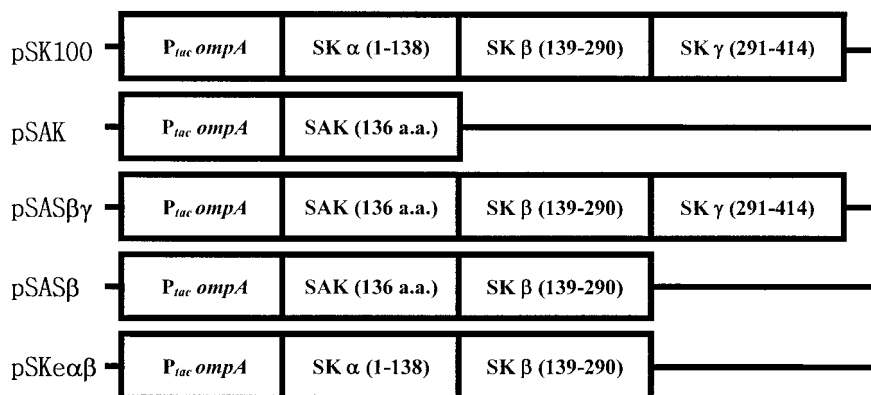 pSK100 Ptac ompA SK α (1-138) SK β (139-290) SK γ (291-414)
pSAK Ptac ompA SAK (136 a.a.)
pSASβγ Ptac ompA SAK (136 a.a.) SK β (139-290) SK γ (291-414)
pSASβ Ptac ompA SAK (136 a.a.) SK β (139-290)
pSKeαβ Ptac ompA SK α (1-138) SK β (139-290)